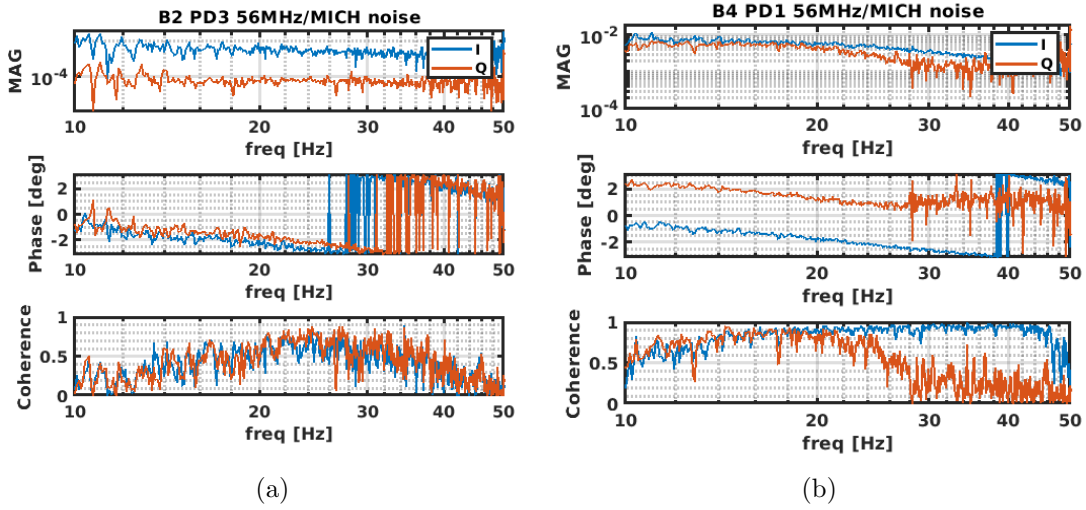 B2 PD3 56MHz/MICH noise
MAG
10^-4
I
Q
10 20 30 40 50
freq [Hz]
Phase [deg]
2
0
-2
10 20 30 40 50
freq [Hz]
Coherence
1
0.5
0
10 20 30 40 50
freq [Hz]
(a)
B4 PD1 56MHz/MICH noise
MAG
10^-2
10^-4
I
Q
10 20 30 40 50
freq [Hz]
Phase [deg]
2
0
-2
10 20 30 40 50
freq [Hz]
Coherence
1
0.5
0
10 20 30 40 50
freq [Hz]
(b)